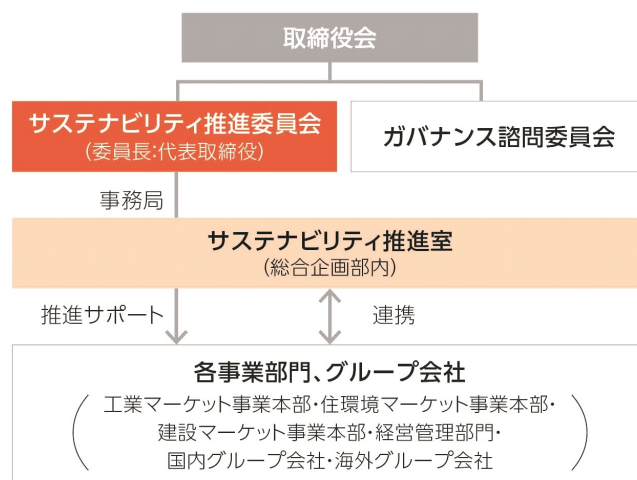 取締役会
サステナビリティ推進委員会
(委員長:代表取締役)
ガバナンス諮問委員会
事務局
サステナビリティ推進室
(総合企画部内)
推進サポート
連携
各事業部門、グループ会社
工業マーケット事業本部・住環境マーケット事業本部・
建設マーケット事業本部・経営管理部門・
国内グループ会社・海外グループ会社